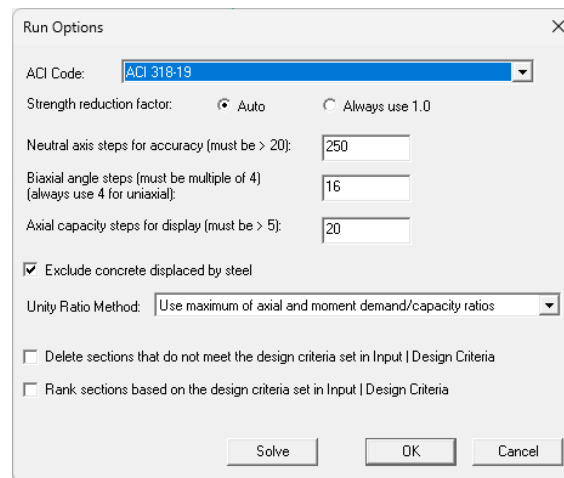 Run Options
ACI Code: ACI 318-19
Strength reduction factor: Auto Always use 1.0
Neutral axis steps for accuracy (must be > 20): 250
Biaxial angle steps (must be multiple of 4)
(always use 4 for uniaxial): 16
Axial capacity steps for display (must be > 5): 20
Exclude concrete displaced by steel
Unity Ratio Method: Use maximum of axial and moment demand/capacity ratios
Delete sections that do not meet the design criteria set in Input | Design Criteria
Rank sections based on the design criteria set in Input | Design Criteria
Solve OK Cancel